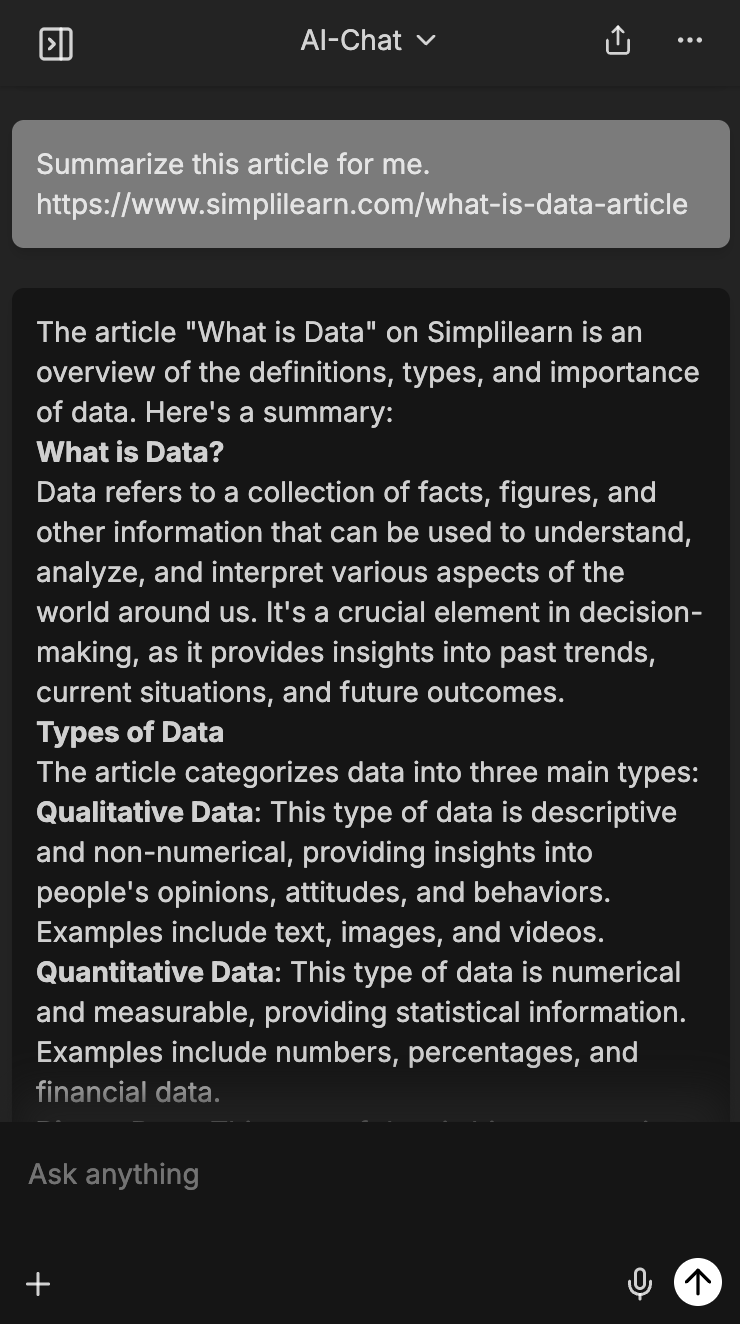 AI-Chat
Summarize this article for me.
https://www.simplilearn.com/what-is-data-article
The article "What is Data" on Simplilearn is an
overview of the definitions, types, and importance
of data. Here's a summary:
What is Data?
Data refers to a collection of facts, figures, and
other information that can be used to understand,
analyze, and interpret various aspects of the
world around us. It's a crucial element in decision-
making, as it provides insights into past trends,
current situations, and future outcomes.
Types of Data
The article categorizes data into three main types:
Qualitative Data: This type of data is descriptive
and non-numerical, providing insights into
people's opinions, attitudes, and behaviors.
Examples include text, images, and videos.
Quantitative Data: This type of data is numerical
and measurable, providing statistical information.
Examples include numbers, percentages, and
financial data.
Ask anything